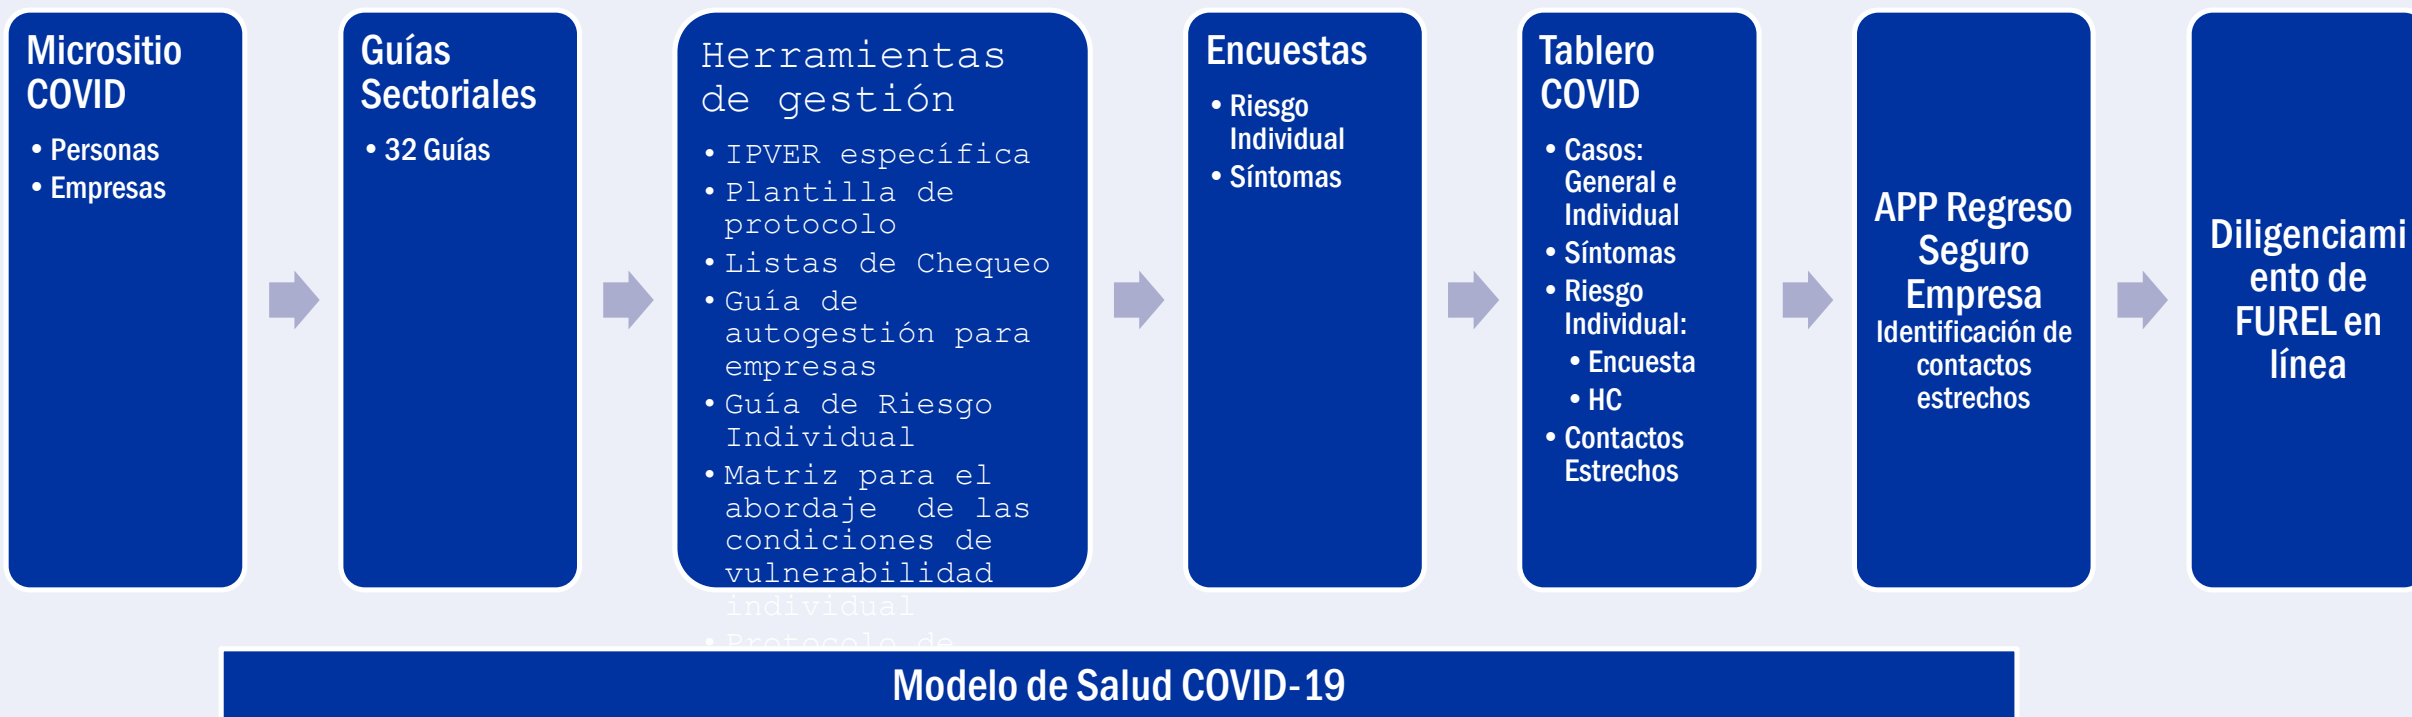 Micrositio
COVID
• Personas
• Empresas
Guías
Sectoriales
• 32 Guías
Herramientas
de gestión
• IPVER específica
• Plantilla de
protocolo
• Listas de Chequeo
• Guía de
autogestión para
empresas
• Guía de Riesgo
Individual
• Matriz para el
abordaje  de las
condiciones de
vulnerabilidad
individual
• Protocolo de
Encuestas
• Riesgo
Individual
• Síntomas
Tablero
COVID
• Casos:
General e
Individual
• Síntomas
• Riesgo
Individual:
• Encuesta
• HC
• Contactos
Estrechos
APP Regreso
Seguro
Empresa
Identificación de
contactos
estrechos
Diligenciami
ento de
FUREL en
línea
Modelo de Salud COVID-19